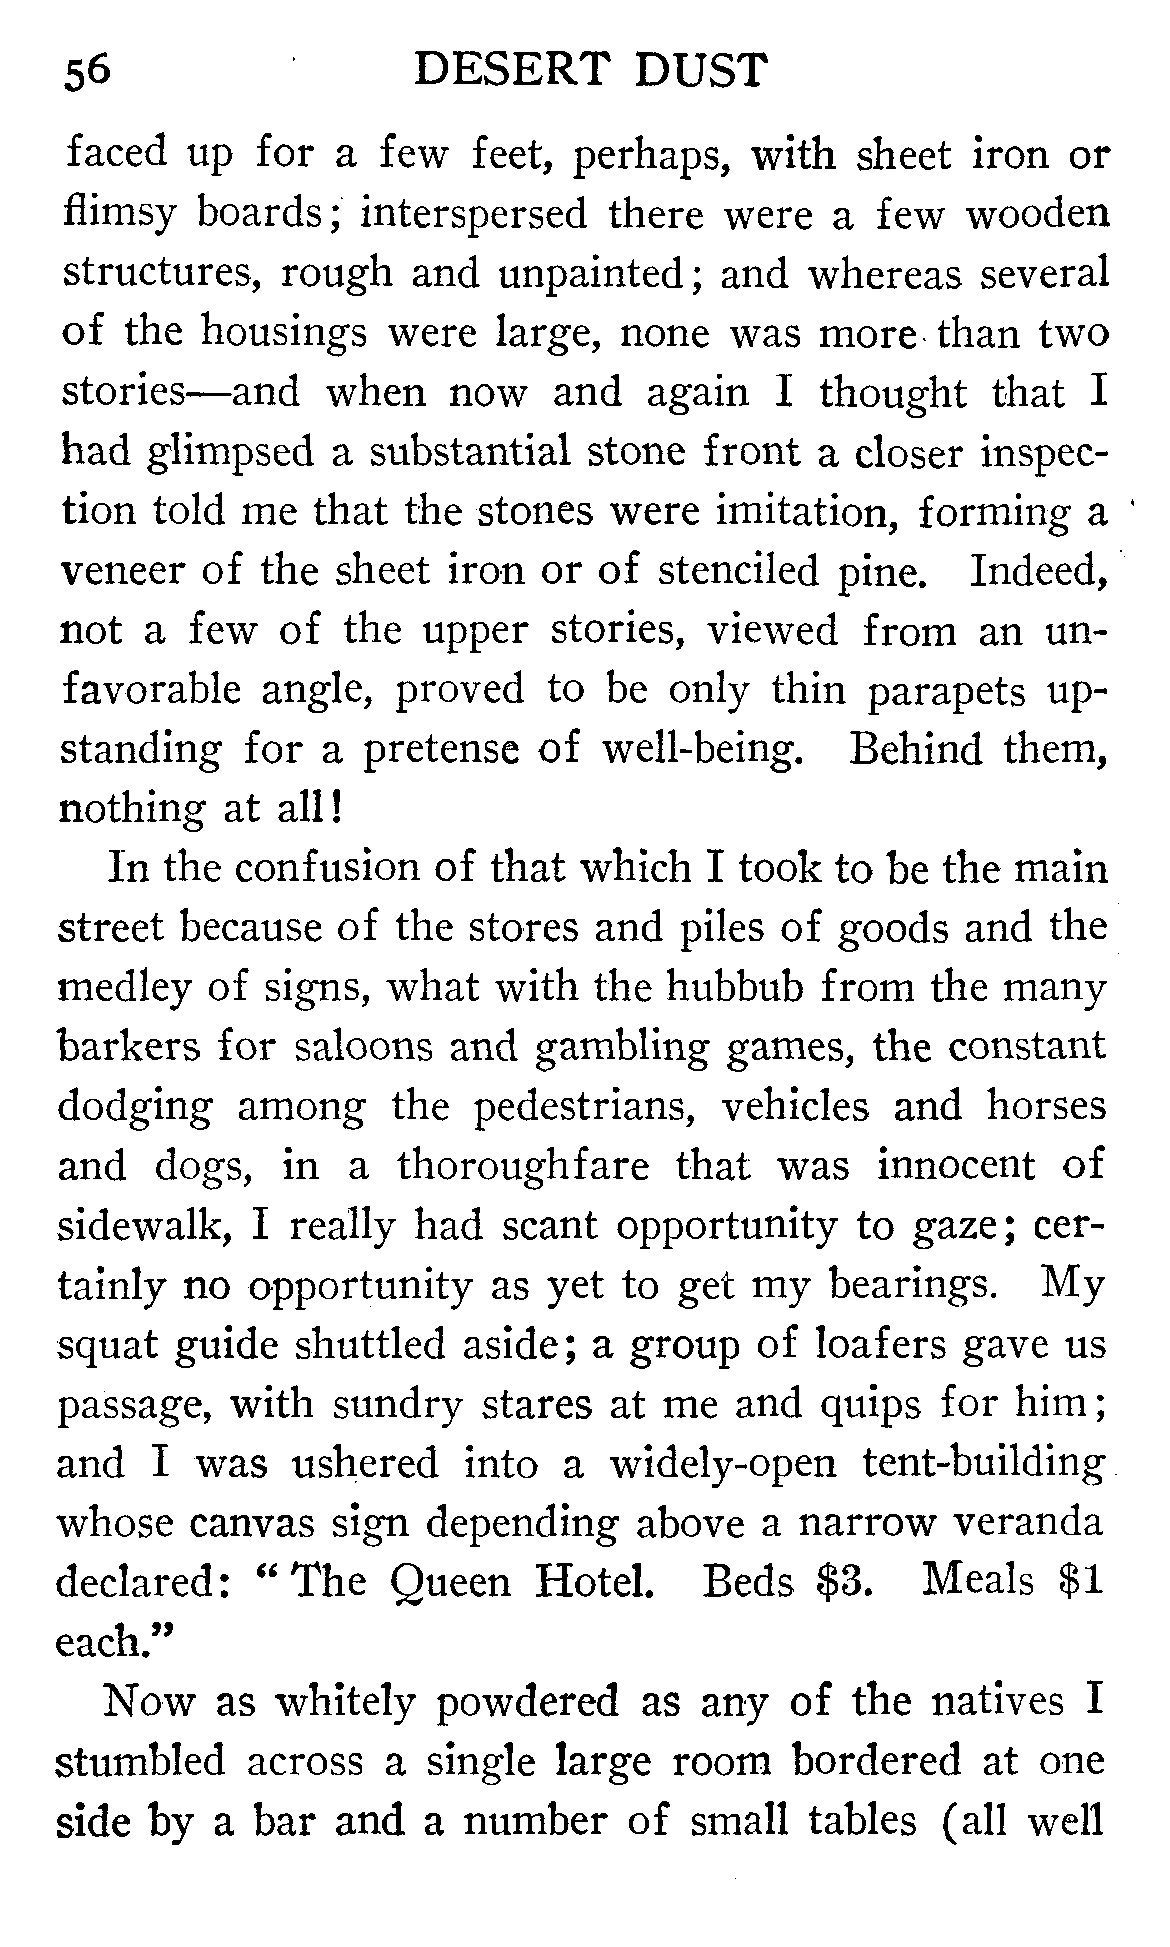 56 DESERT DUST
faced up for a few feet, perhaps, with sheet iron or
flimsy boards; interspersed there were a few wooden
structures, rough and unpainted; and whereas several
of the housings were large, none was more than two
stories—and when now and again I thought that I
had glimpsed a substantial stone front a closer inspec-
tion told me that the stones were imitation, forming a
veneer of the sheet iron or of stenciled pine. Indeed,
not a few of the upper stories, viewed from an un-
favorable angle, proved to be only thin parapets up-
standing for a pretense of well-being. Behind them,
nothing at all!
In the confusion of that which I took to be the main
street because of the stores and piles of goods and the
medley of signs, what with the hubbub from the many
barkers for saloons and gambling games, the constant
dodging among the pedestrians, vehicles and horses
and dogs, in a thoroughfare that was innocent of
sidewalk, I really had scant opportunity to gaze; cer-
tainly no opportunity as yet to get my bearings. My
squat guide shuttled aside; a group of loafers gave us
passage, with sundry stares at me and quips for him;
and I was ushered into a widely-open tent-building
whose canvas sign depending above a narrow veranda
declared: “The Queen Hotel. Beds $3. Meals $1
each.”
Now as whitely powdered as any of the natives I
stumbled across a single large room bordered at one
side by a bar and a number of small tables (all well